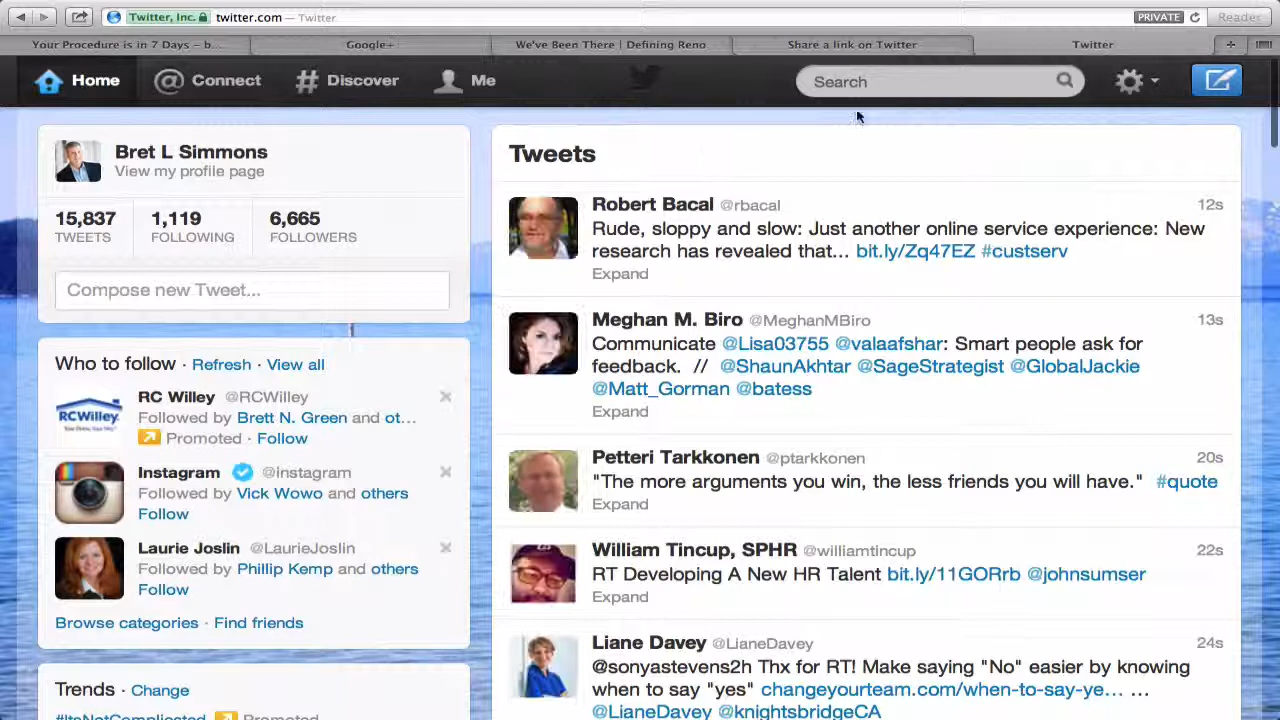 Twitter, Inc. twitter.com — Twitter PRIVATE Reader
Your Procedure is in 7 Days – b... Google+ We've Been There | Defining Reno Share a link on Twitter Twitter +
Home @ Connect # Discover Me Search
Bret L Simmons
View my profile page
15,837 1,119 6,665
TWEETS FOLLOWING FOLLOWERS
Compose new Tweet...
Who to follow · Refresh · View all
RC Willey @RCWilley
Followed by Brett N. Green and ot...
Promoted · Follow
RCWilley
Instagram @instagram
Followed by Vick Wowo and others
Follow
Laurie Joslin @LaurieJoslin
Followed by Phillip Kemp and others
Follow
Browse categories · Find friends
Trends · Change
#ItsNotComplicated Promoted
Tweets
Robert Bacal @rbacal 12s
Rude, sloppy and slow: Just another online service experience: New
research has revealed that... bit.ly/Zq47EZ #custserv
Expand
Meghan M. Biro @MeghanMBiro 13s
Communicate @Lisa03755 @valaafshar: Smart people ask for
feedback. // @ShaunAkhtar @SageStrategist @GlobalJackie
@Matt_Gorman @batess
Expand
Petteri Tarkkonen @ptarkkonen 20s
"The more arguments you win, the less friends you will have." #quote
Expand
William Tincup, SPHR @williamtincup 22s
RT Developing A New HR Talent bit.ly/11GORrb @johnsumser
Expand
Liane Davey @LianeDavey 24s
@sonyastevens2h Thx for RT! Make saying "No" easier by knowing
when to say "yes" changeyourteam.com/when-to-say-ye... ...
@LianeDavey @knightsbridgeCA